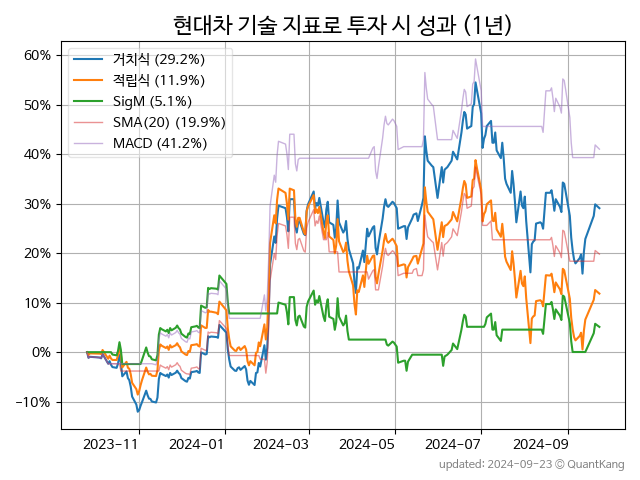 현대차 기술 지표로 투자 시 성과 (1년)
60%
50%
40%
30%
20%
10%
0%
−10%
거치식 (29.2%)
적립식 (11.9%)
SigM (5.1%)
SMA(20) (19.9%)
MACD (41.2%)
2023-11
2024-01
2024-03
2024-05
2024-07
2024-09
updated: 2024-09-23 ⓒ QuantKang